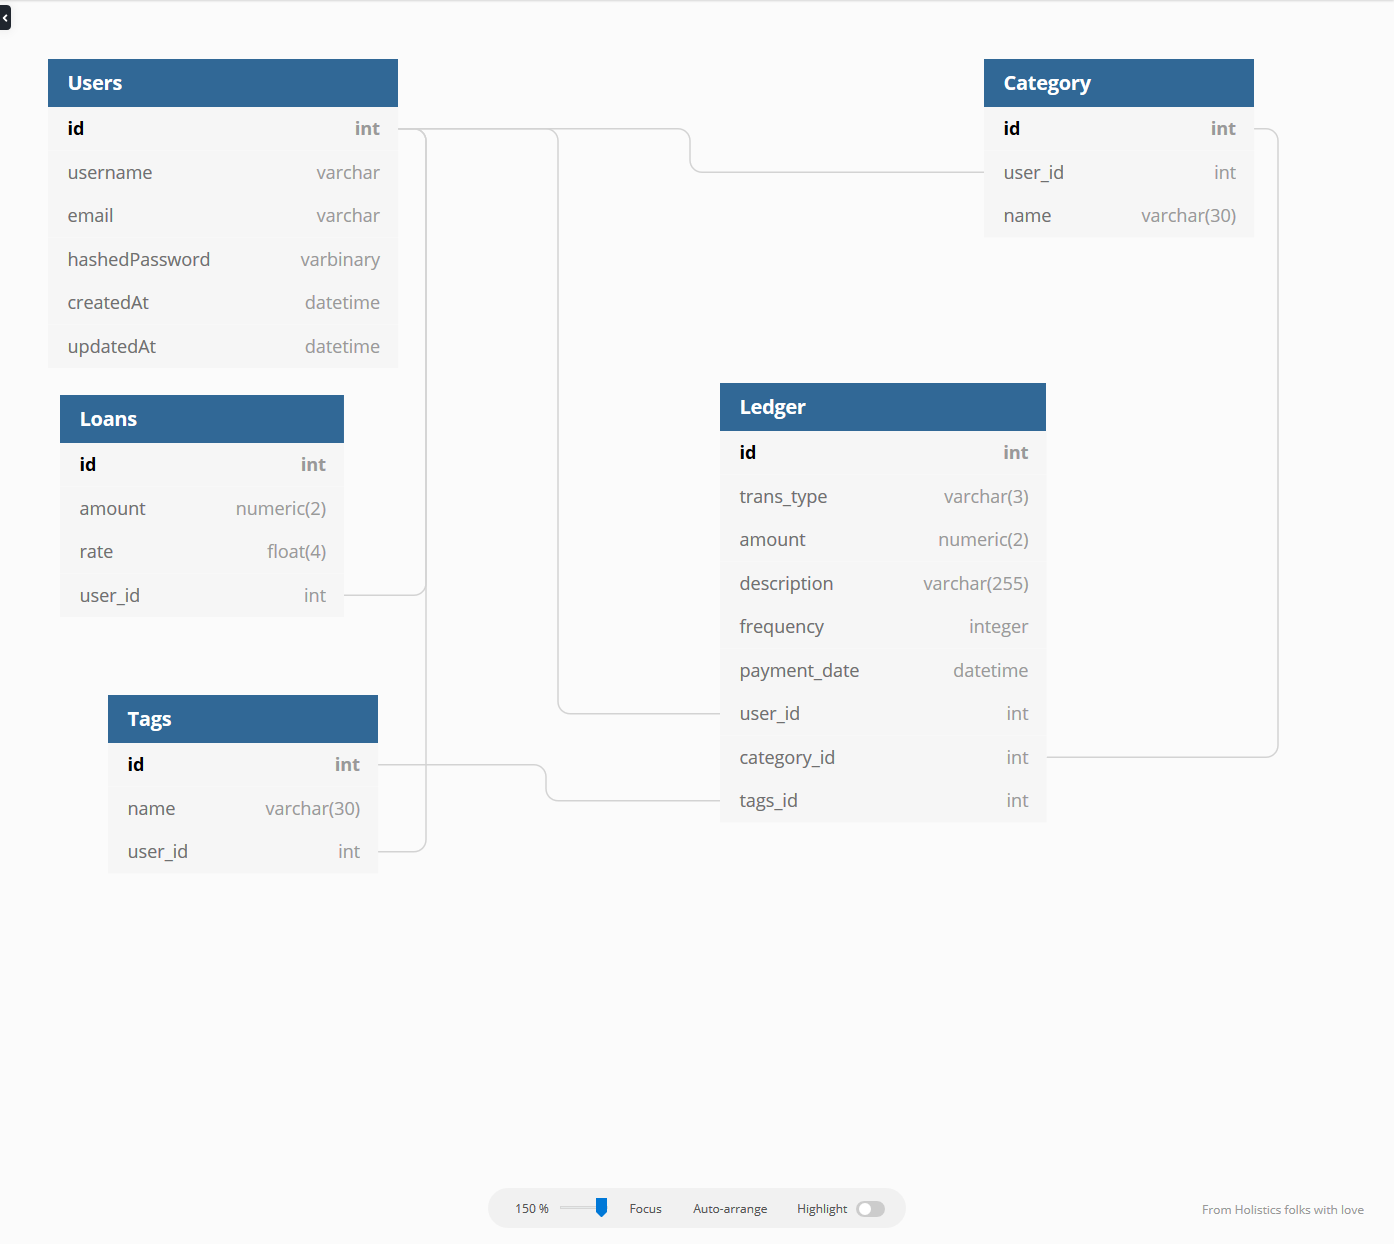 Users
id int
username varchar
email varchar
hashedPassword varbinary
createdAt datetime
updatedAt datetime
Category
id int
user_id int
name varchar(30)
Loans
id int
amount numeric(2)
rate float(4)
user_id int
Ledger
id int
trans_type varchar(3)
amount numeric(2)
description varchar(255)
frequency integer
payment_date datetime
user_id int
category_id int
tags_id int
Tags
id int
name varchar(30)
user_id int
150 % Focus Auto-arrange Highlight
From Holistics folks with love